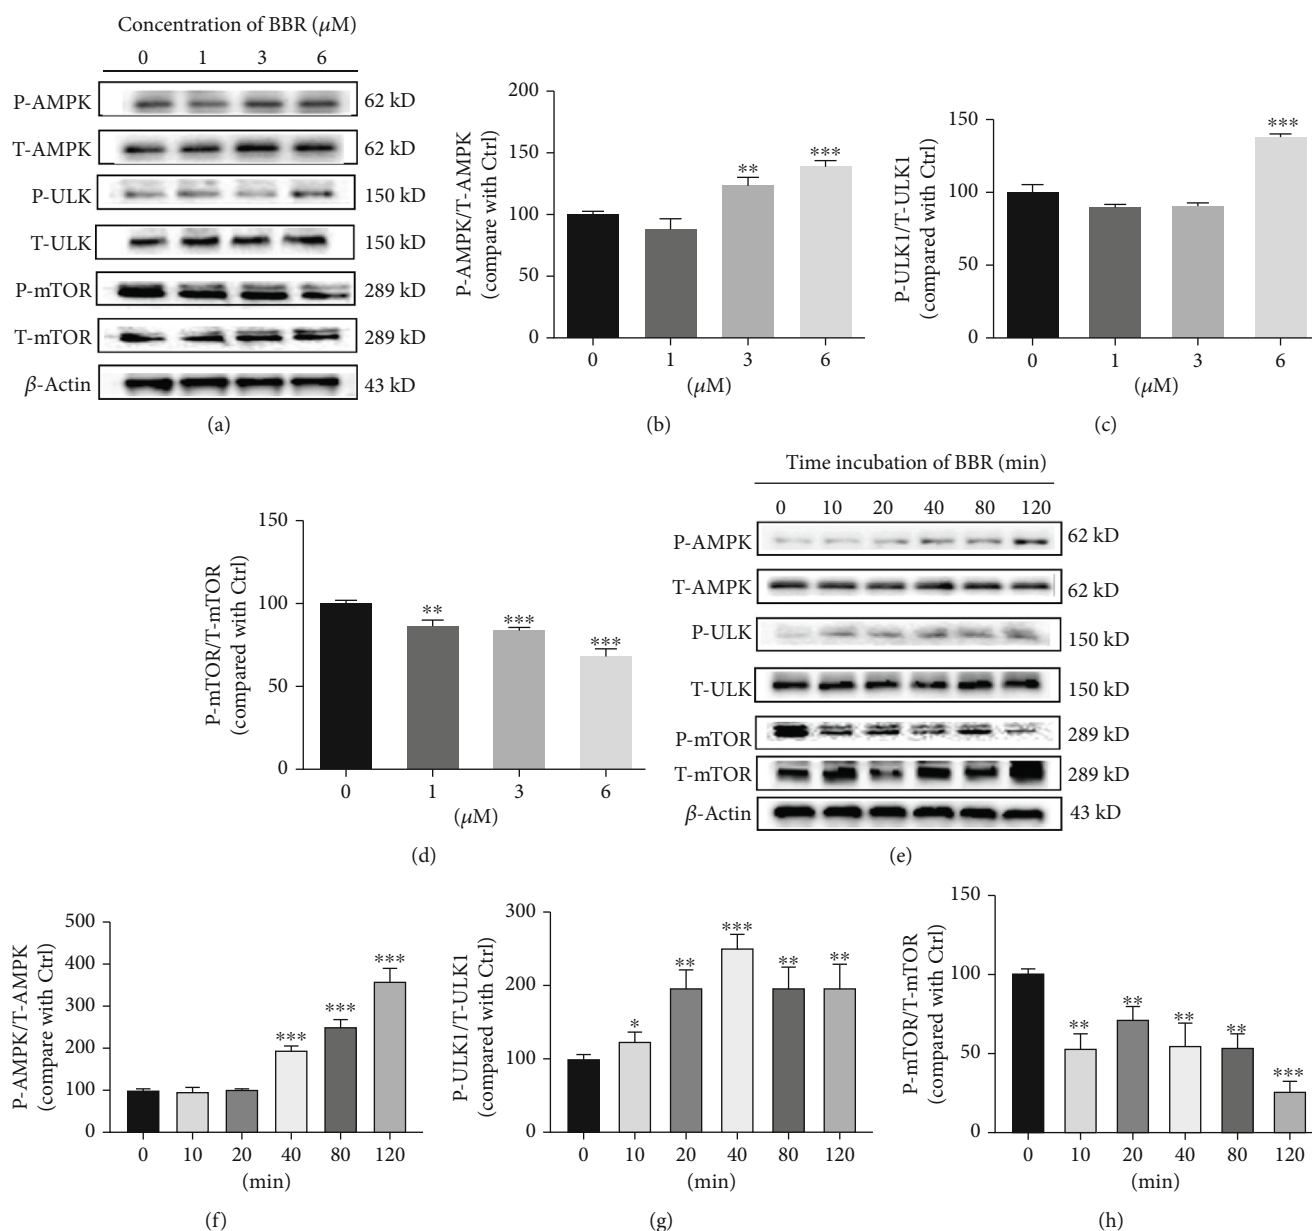 Concentration of BBR (μM)
0 1 3 6
P-AMPK 62 kD
T-AMPK 62 kD
P-ULK 150 kD
T-ULK 150 kD
P-mTOR 289 kD
T-mTOR 289 kD
β-Actin 43 kD
(a)
P-AMPK/T-AMPK
(compare with Ctrl)
200
150
100
50
0
** ***
0 1 3 6
(μM)
(b)
P-ULK1/T-ULK1
(compared with Ctrl)
150
100
50
0
***
0 1 3 6
(μM)
(c)
P-mTOR/T-mTOR
(compared with Ctrl)
150
100
50
0
** *** ***
0 1 3 6
(μM)
(d)
Time incubation of BBR (min)
0 10 20 40 80 120
P-AMPK 62 kD
T-AMPK 62 kD
P-ULK 150 kD
T-ULK 150 kD
P-mTOR 289 kD
T-mTOR 289 kD
β-Actin 43 kD
(e)
P-AMPK/T-AMPK
(compare with Ctrl)
500
400
300
200
100
0
*** *** ***
0 10 20 40 80 120
(min)
(f)
P-ULK1/T-ULK1
(compared with Ctrl)
300
200
100
0
* ** *** ** **
0 10 20 40 80 120
(min)
(g)
P-mTOR/T-mTOR
(compared with Ctrl)
150
100
50
0
** ** ** ** ***
0 10 20 40 80 120
(min)
(h)